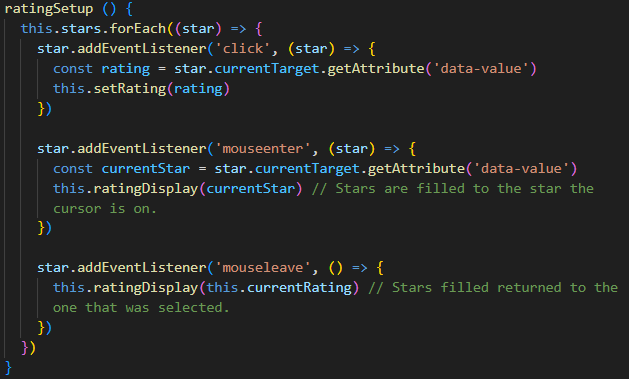 ratingSetup () {
this.stars.forEach((star) => {
star.addEventListener('click', (star) => {
const rating = star.currentTarget.getAttribute('data-value')
this.setRating(rating)
})
star.addEventListener('mouseenter', (star) => {
const currentStar = star.currentTarget.getAttribute('data-value')
this.ratingDisplay(currentStar) // Stars are filled to the star the
cursor is on.
})
star.addEventListener('mouseleave', () => {
this.ratingDisplay(this.currentRating) // Stars filled returned to the
one that was selected.
})
})
}